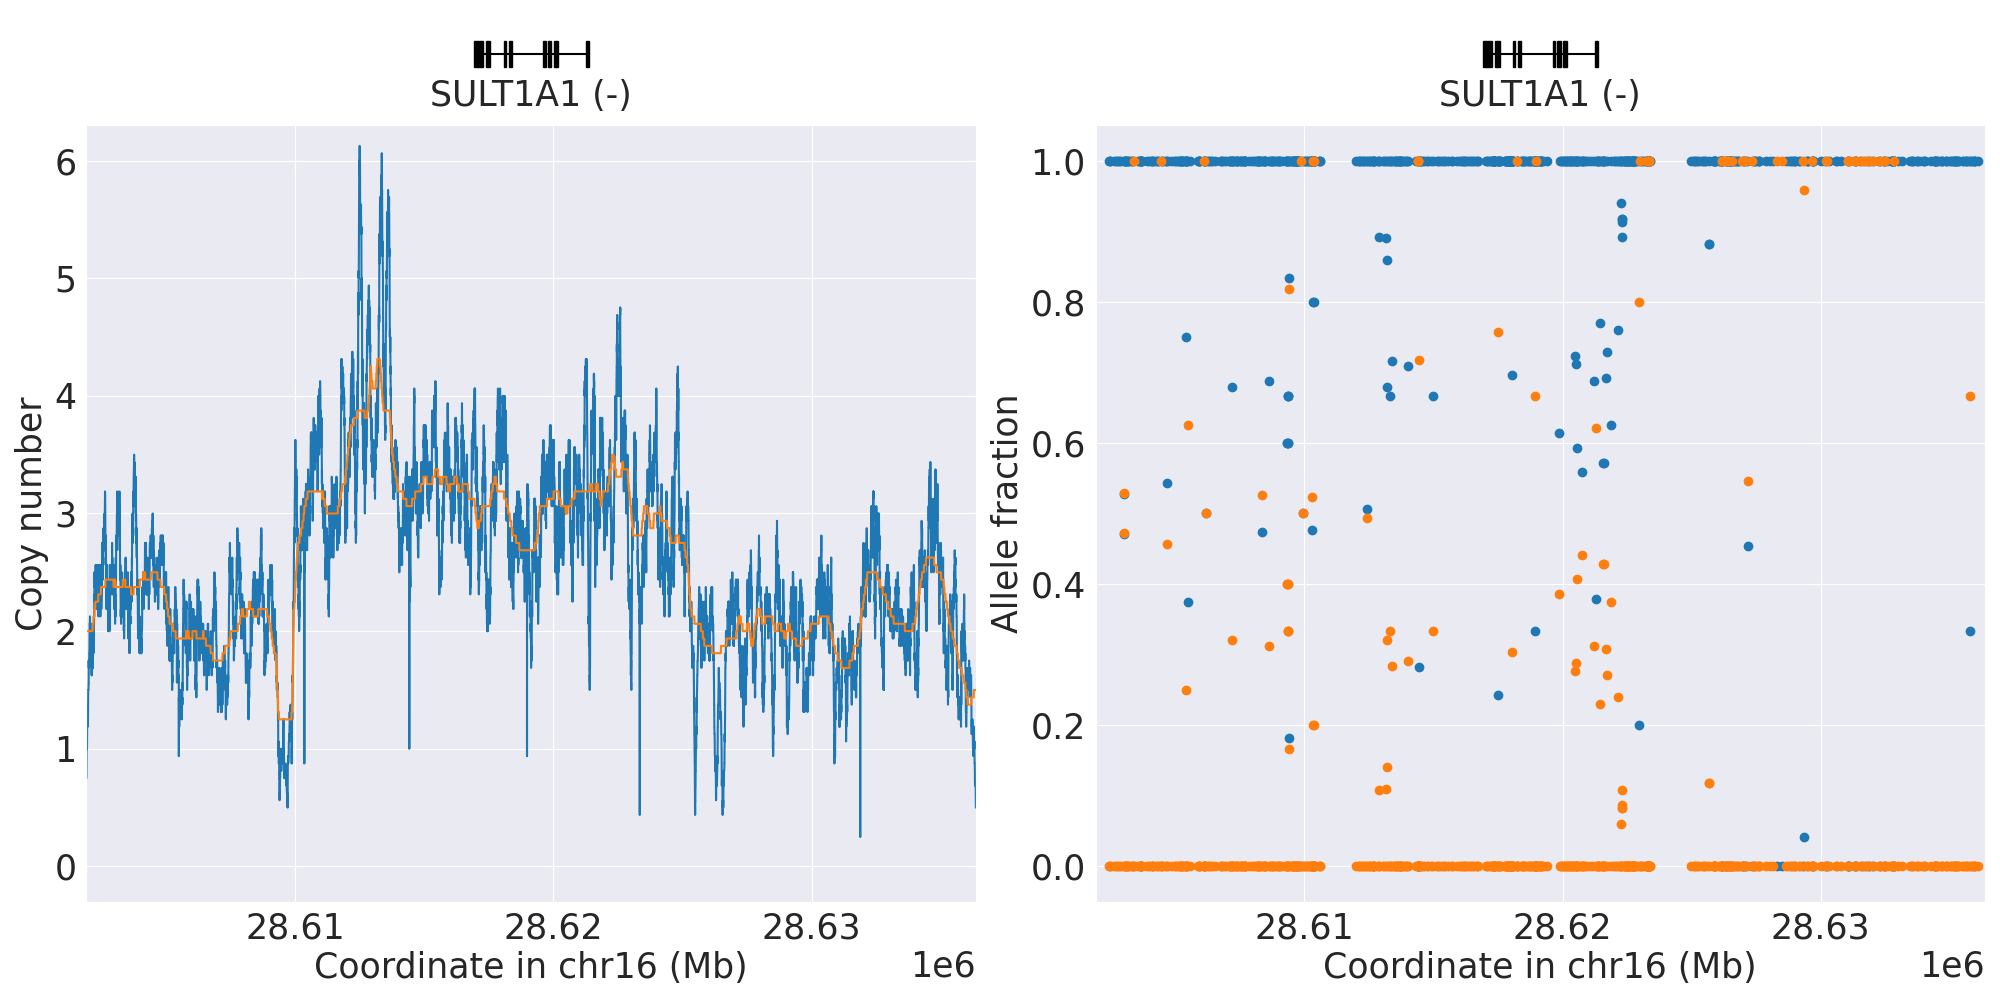 SULT1A1 (-)
Copy number
6
5
4
3
2
1
0
28.61
28.62
28.63
Coordinate in chr16 (Mb)
1e6
SULT1A1 (-)
Allele fraction
1.0
0.8
0.6
0.4
0.2
0.0
28.61
28.62
28.63
Coordinate in chr16 (Mb)
1e6